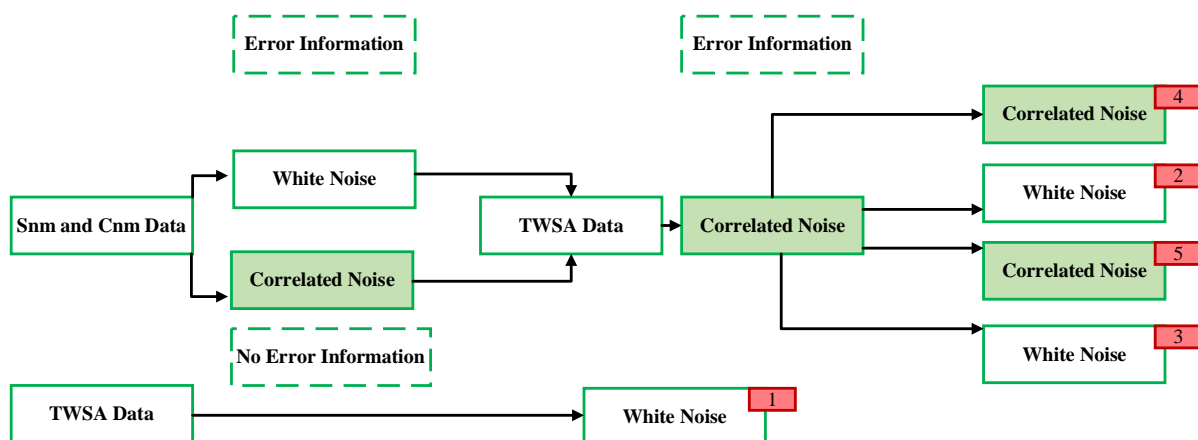 Error Information
Error Information
4
Correlated Noise
White Noise
2
White Noise
Snm and Cnm Data
TWSA Data
Correlated Noise
5
Correlated Noise
Correlated Noise
No Error Information
3
White Noise
TWSA Data
1
White Noise